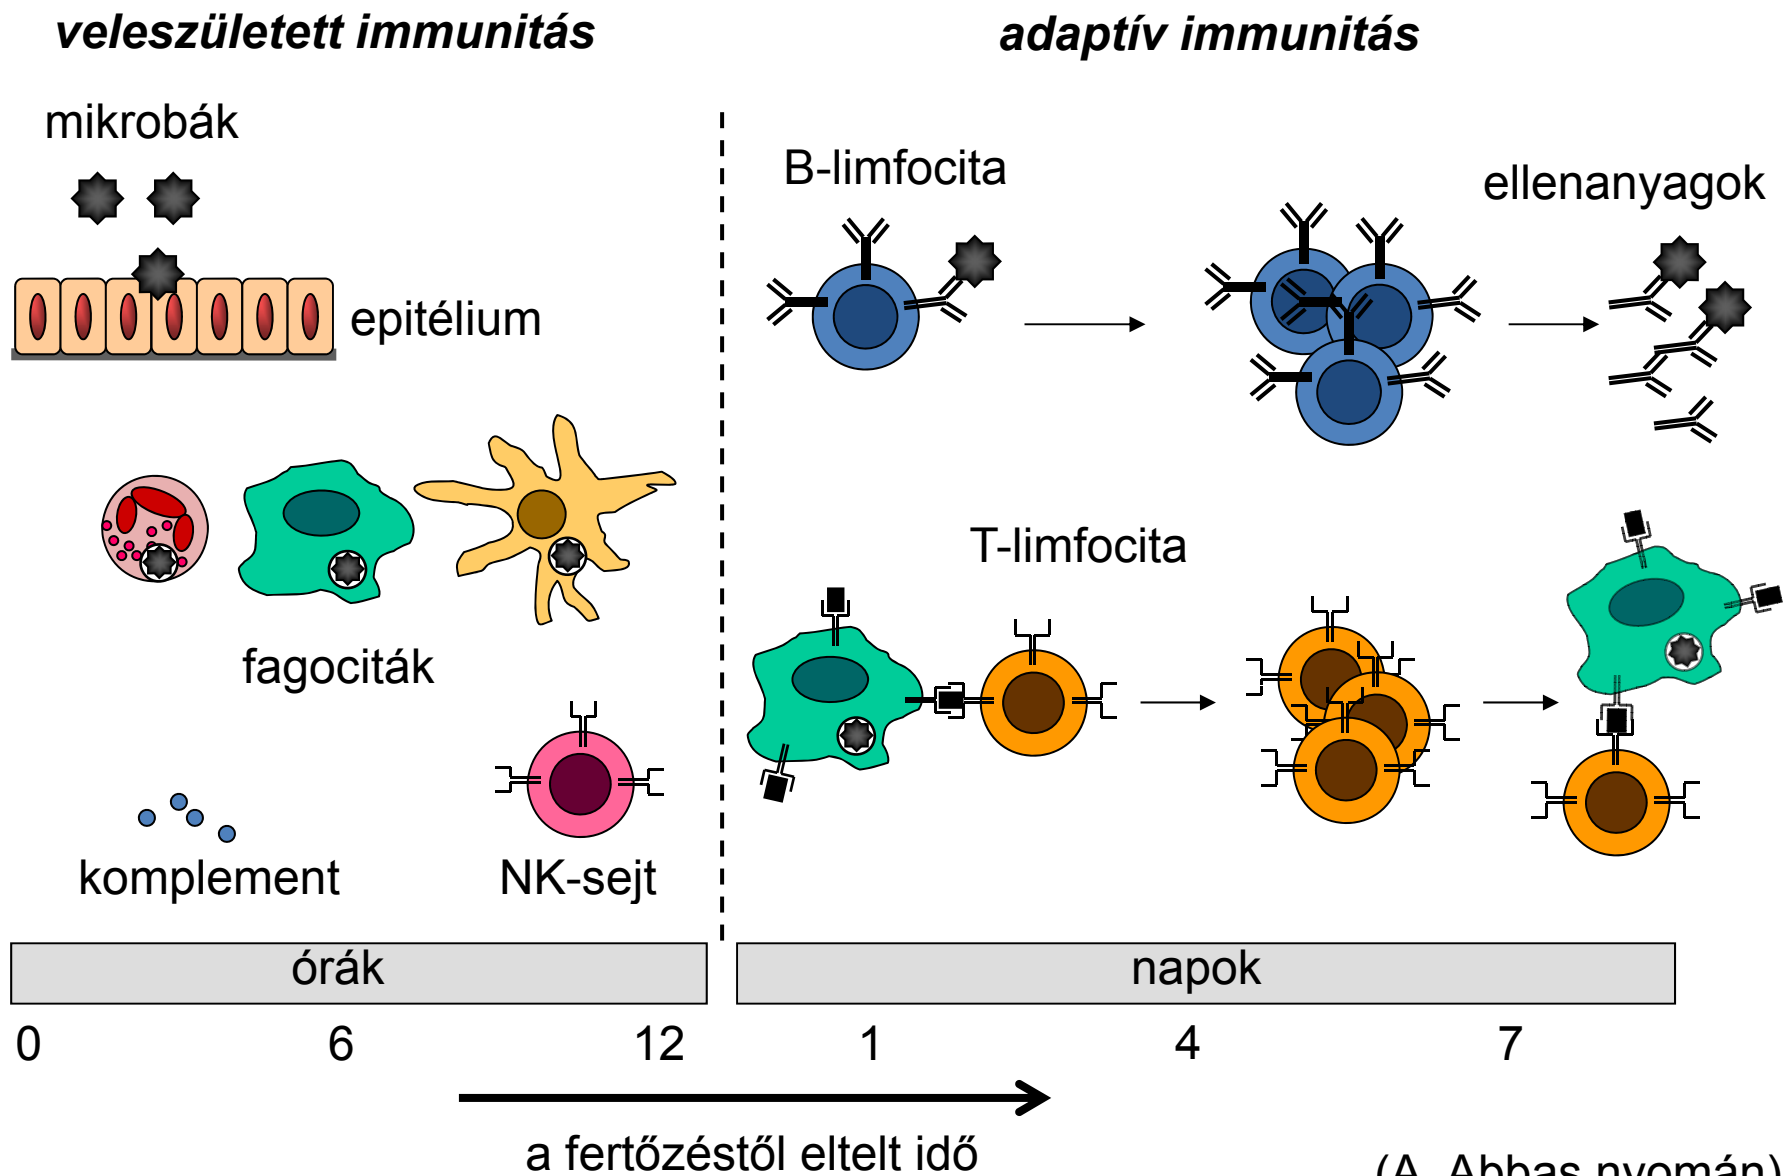 veleszületett immunitás
adaptív immunitás
mikrobák
B-limfocita
ellenanyagok
epitélium
T-limfocita
fagociták
komplement
NK-sejt
órák
napok
0 6 12 1 4 7
a fertőzéstől eltelt idő
(A. Abbas nyomán)